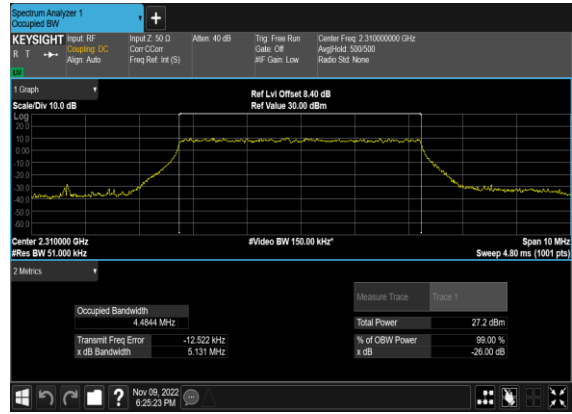 Spectrum Analyzer 1
Occupied BW
+
KEYSIGHT Input: RF Input Z: 50 Ω Atten: 40 dB Trig: Free Run Center Freq: 2.310000000 GHz
R T Coupling: DC Corr CCorr Gate: Off Avg|Hold: 500/500
Align: Auto Freq Ref: Int (S) #IF Gain: Low Radio Std: None
LW
1 Graph Ref Lvl Offset 8.40 dB
Scale/Div 10.0 dB Ref Value 30.00 dBm
Log
20.0
10.0
0.00
-10.0
-20.0
-30.0
-40.0
-50.0
-60.0
Center 2.310000 GHz #Video BW 150.00 kHz* Span 10 MHz
#Res BW 51.000 kHz Sweep 4.80 ms (1001 pts)
2 Metrics
Measure Trace Trace 1
Occupied Bandwidth
4.4844 MHz Total Power 27.2 dBm
Transmit Freq Error -12.522 kHz % of OBW Power 99.00 %
x dB Bandwidth 5.131 MHz x dB -26.00 dB
? Nov 09, 2022
6:25:23 PM